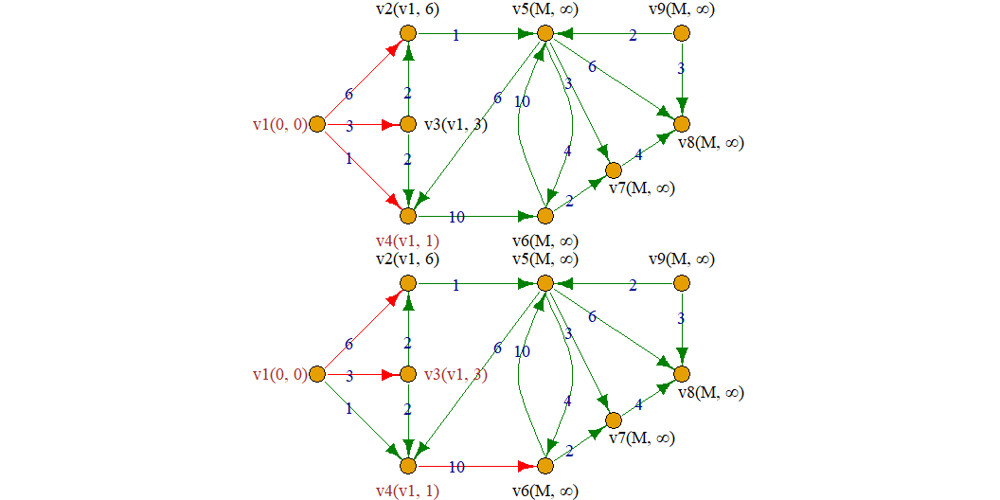 v2(v1, 6) v5(M, ∞) v9(M, ∞)
1 2
6 3
6 3
2 6 10
v1(0, 0) 3 v3(v1, 3)
v8(M, ∞)
1 2 4 4
v7(M, ∞)
2
10
v4(v1, 1) v6(M, ∞)
v2(v1, 6) v5(M, ∞) v9(M, ∞)
1 2
6 3
3
6 2 6 10
v1(0, 0) 3 v3(v1, 3)
v8(M, ∞)
1 2 4 4
v7(M, ∞)
2
10
v4(v1, 1) v6(M, ∞)